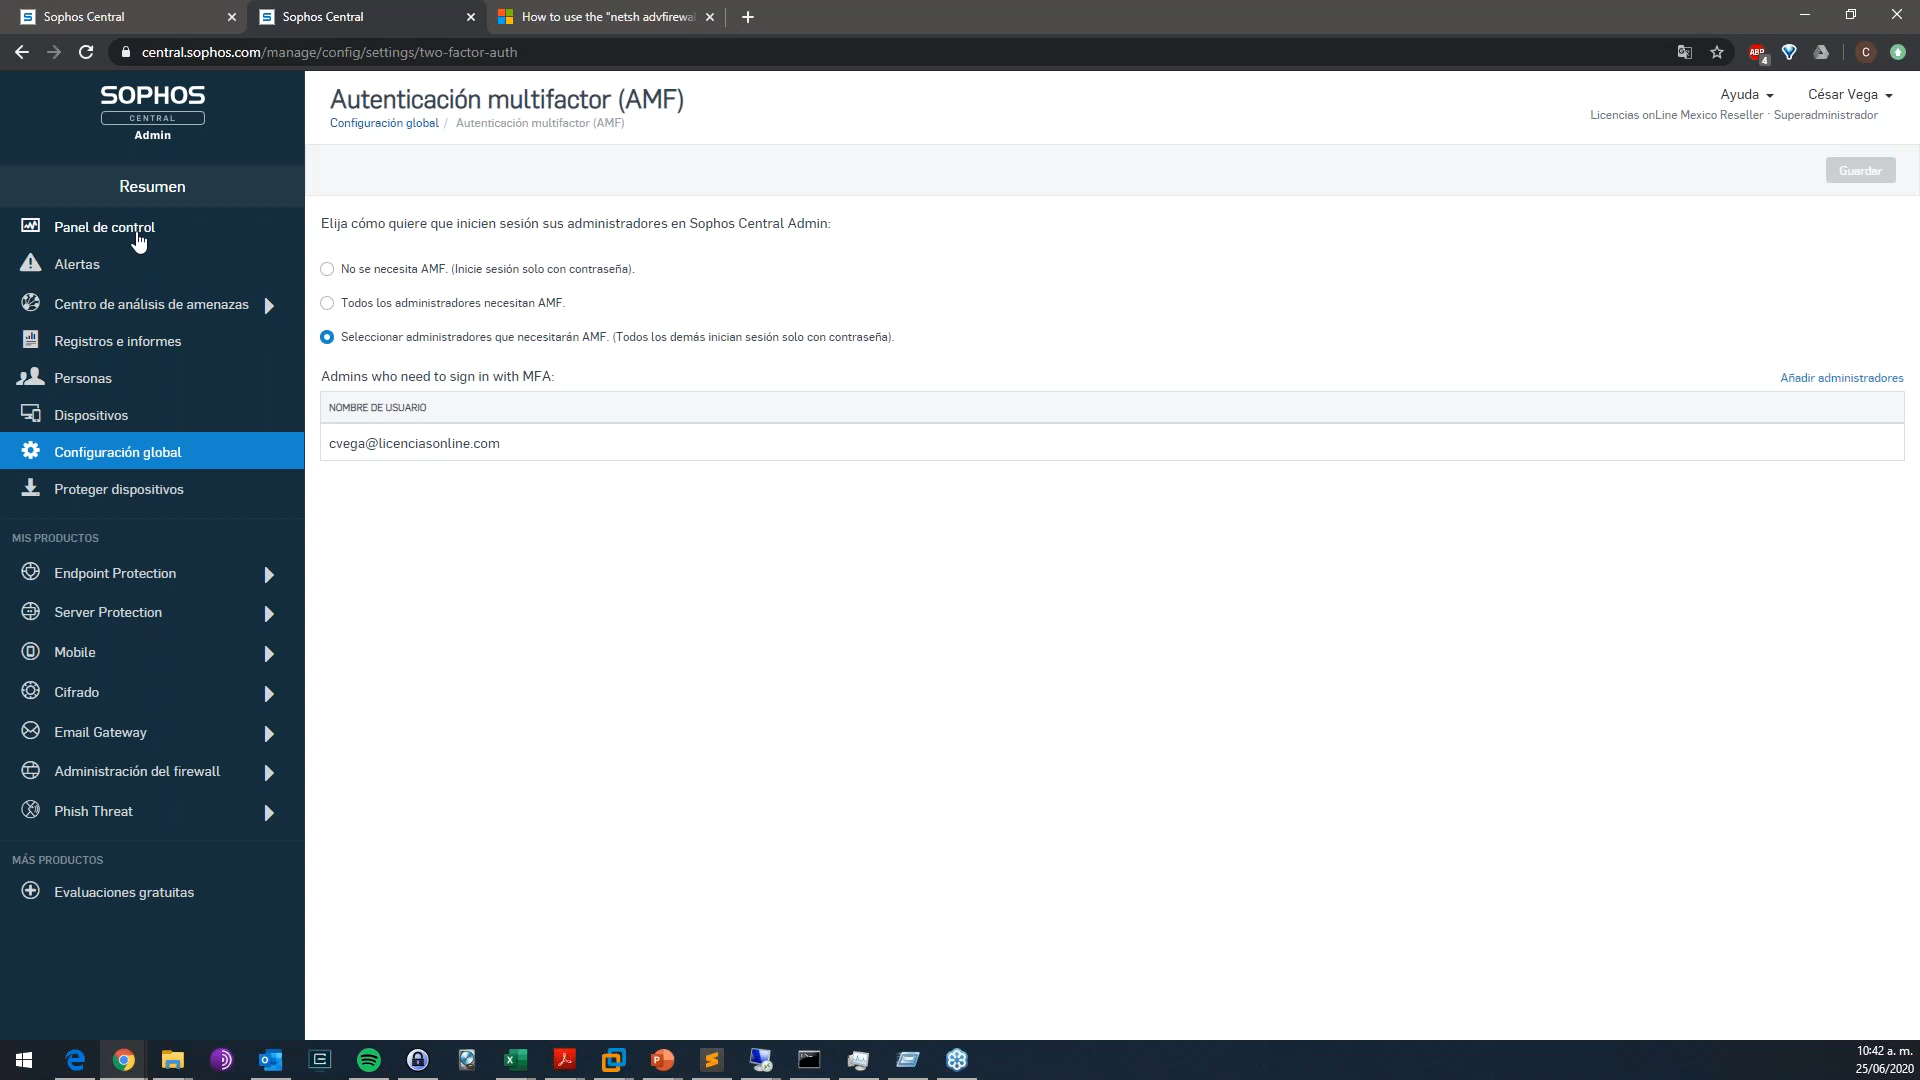 Sophos Central
Sophos Central
How to use the "netsh advfirewal
central.sophos.com/manage/config/settings/two-factor-auth
ABP
4
C
SOPHOS
CENTRAL
Admin
Autenticación multifactor (AMF)
Configuración global / Autenticación multifactor (AMF)
Ayuda
César Vega
Licencias onLine Mexico Reseller · Superadministrador
Guardar
Resumen
Panel de control
Alertas
Centro de análisis de amenazas
Registros e informes
Personas
Dispositivos
Configuración global
Proteger dispositivos
MIS PRODUCTOS
Endpoint Protection
Server Protection
Mobile
Cifrado
Email Gateway
Administración del firewall
Phish Threat
MÁS PRODUCTOS
Evaluaciones gratuitas
Elija cómo quiere que inicien sesión sus administradores en Sophos Central Admin:
No se necesita AMF. (Inicie sesión solo con contraseña).
Todos los administradores necesitan AMF.
Seleccionar administradores que necesitarán AMF. (Todos los demás inician sesión solo con contraseña).
Admins who need to sign in with MFA:
Añadir administradores
NOMBRE DE USUARIO
cvega@licenciasonline.com
10:42 a. m.
25/06/2020